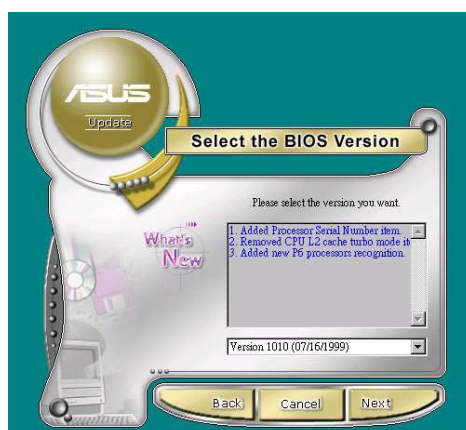 ASUS
Update
Select the BIOS Version
Please select the version you want.
What's
New
1. Added Processor Serial Number item.
2. Removed CPU L2 cache turbo mode it
3. Added new P6 processors recognition.
Version 1010 (07/16/1999)
Back
Cancel
Next